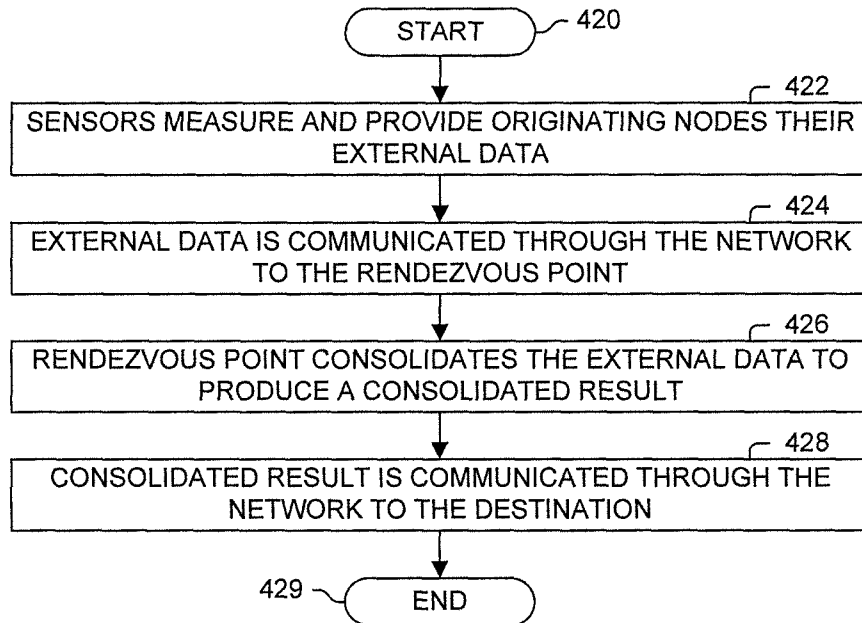 START
420
422
SENSORS MEASURE AND PROVIDE ORIGINATING NODES THEIR
EXTERNAL DATA
424
EXTERNAL DATA IS COMMUNICATED THROUGH THE NETWORK
TO THE RENDEZVOUS POINT
426
RENDEZVOUS POINT CONSOLIDATES THE EXTERNAL DATA TO
PRODUCE A CONSOLIDATED RESULT
428
CONSOLIDATED RESULT IS COMMUNICATED THROUGH THE
NETWORK TO THE DESTINATION
429
END